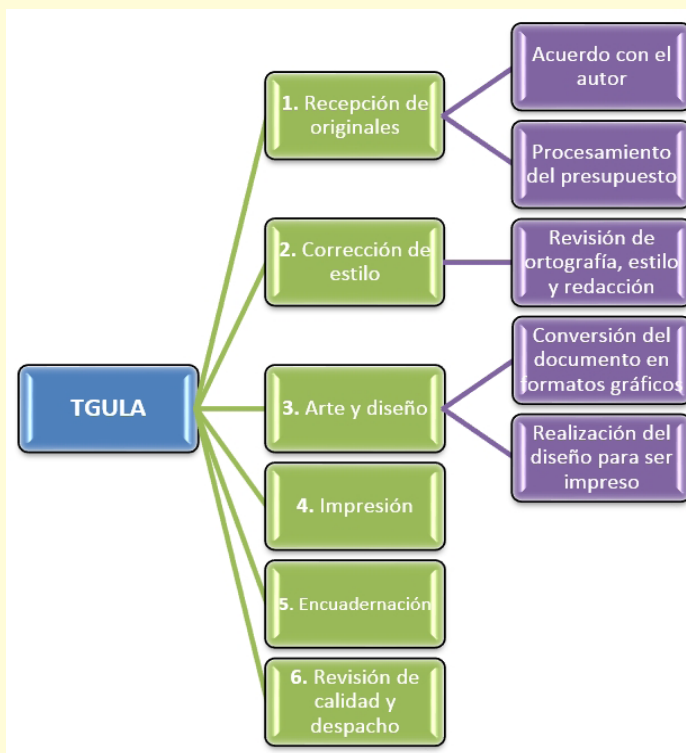 TGULA
1. Recepción de
originales
Acuerdo con el
autor
Procesamiento
del presupuesto
2. Corrección de
estilo
Revisión de
ortografía, estilo
y redacción
3. Arte y diseño
Conversión del
documento en
formatos gráficos
Realización del
diseño para ser
impreso
4. Impresión
5. Encuadernación
6. Revisión de
calidad y
despacho